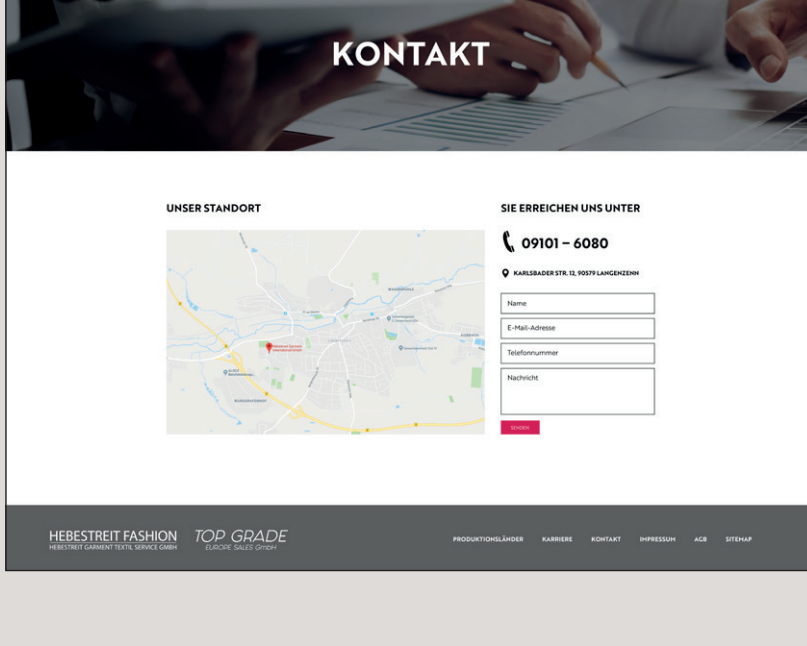 KONTAKT
UNSER STANDORT
SIE ERREICHEN UNS UNTER
09101 – 6080
KARLSBADER STR. 12, 90579 LANGENZENN
Name
E-Mail-Adresse
Telefonnummer
Nachricht
SENDEN
HEBESTREIT FASHION
HEBESTREIT GARMENT TEXTIL SERVICE GMBH
TOP GRADE
EUROPE SALES GmbH
PRODUKTIONSLÄNDER KARRIERE KONTAKT IMPRESSUM AGB SITEMAP